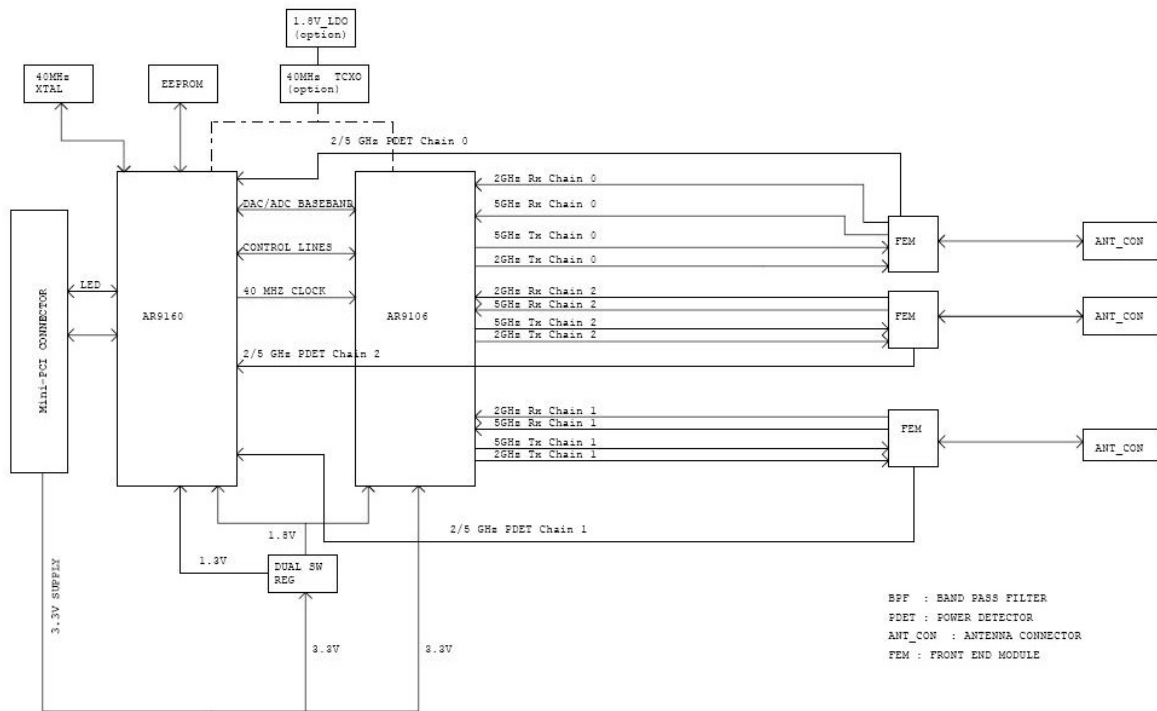 1.8V_LDO
(option)
40MHz
XTAL
EEPROM
40MHz TCXO
(option)
2/5 GHz PDET Chain 0
2GHz Rx Chain 0
DAC/ADC BASEBAND
5GHz Rx Chain 0
5GHz Tx Chain 0
FEM
ANT_CON
CONTROL LINES
2GHz Tx Chain 0
LED
40 MHZ CLOCK
2GHz Rx Chain 2
5GHz Rx Chain 2
Mini-PCI CONNECTOR
AR9160
AR9106
FEM
ANT_CON
5GHz Tx Chain 2
2GHz Tx Chain 2
2/5 GHz PDET Chain 2
2GHz Rx Chain 1
5GHz Rx Chain 1
FEM
5GHz Tx Chain 1
ANT_CON
2GHz Tx Chain 1
2/5 GHz PDET Chain 1
1.8V
1.3V
DUAL SW
REG
3.3V SUPPLY
3.3V
3.3V
BPF : BAND PASS FILTER
PDET : POWER DETECTOR
ANT_CON : ANTENNA CONNECTOR
FEM : FRONT END MODULE